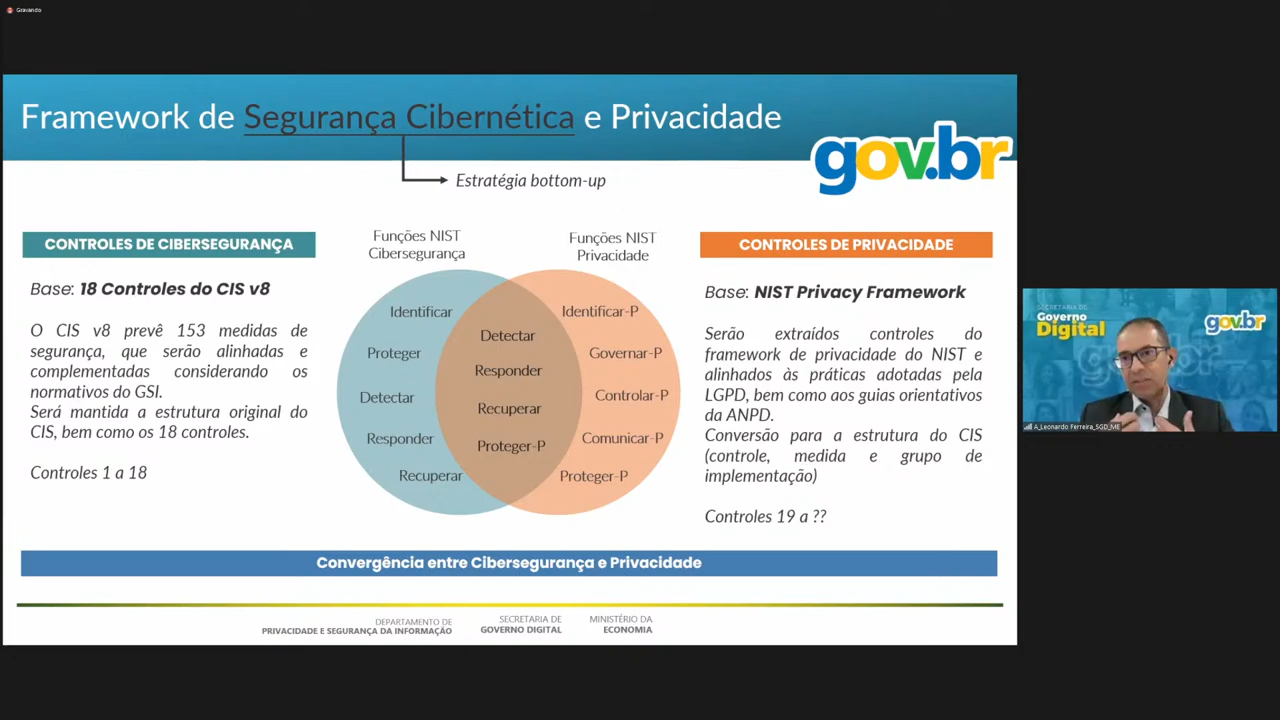 Gravando
Framework de Segurança Cibernética e Privacidade
gov.br
Estratégia bottom-up
CONTROLES DE CIBERSEGURANÇA
Base: 18 Controles do CIS v8
O CIS v8 prevê 153 medidas de
segurança, que serão alinhadas e
complementadas considerando os
normativos do GSI.
Será mantida a estrutura original do
CIS, bem como os 18 controles.
Controles 1 a 18
Funções NIST
Cibersegurança
Identificar
Proteger
Detectar
Responder
Recuperar
Detectar
Responder
Recuperar
Proteger-P
Funções NIST
Privacidade
Identificar-P
Governar-P
Controlar-P
Comunicar-P
Proteger-P
CONTROLES DE PRIVACIDADE
Base: NIST Privacy Framework
Serão extraídos controles do
framework de privacidade do NIST e
alinhados às práticas adotadas pela
LGPD, bem como aos guias orientativos
da ANPD.
Conversão para a estrutura do CIS
(controle, medida e grupo de
implementação)
Controles 19 a ??
Convergência entre Cibersegurança e Privacidade
DEPARTAMENTO DE
PRIVACIDADE E SEGURANÇA DA INFORMAÇÃO
SECRETARIA DE
GOVERNO DIGITAL
MINISTÉRIO DA
ECONOMIA
SECRETARIA DE
Governo
Digital
gov.br
A_Leonardo Ferreira_SGD_ME